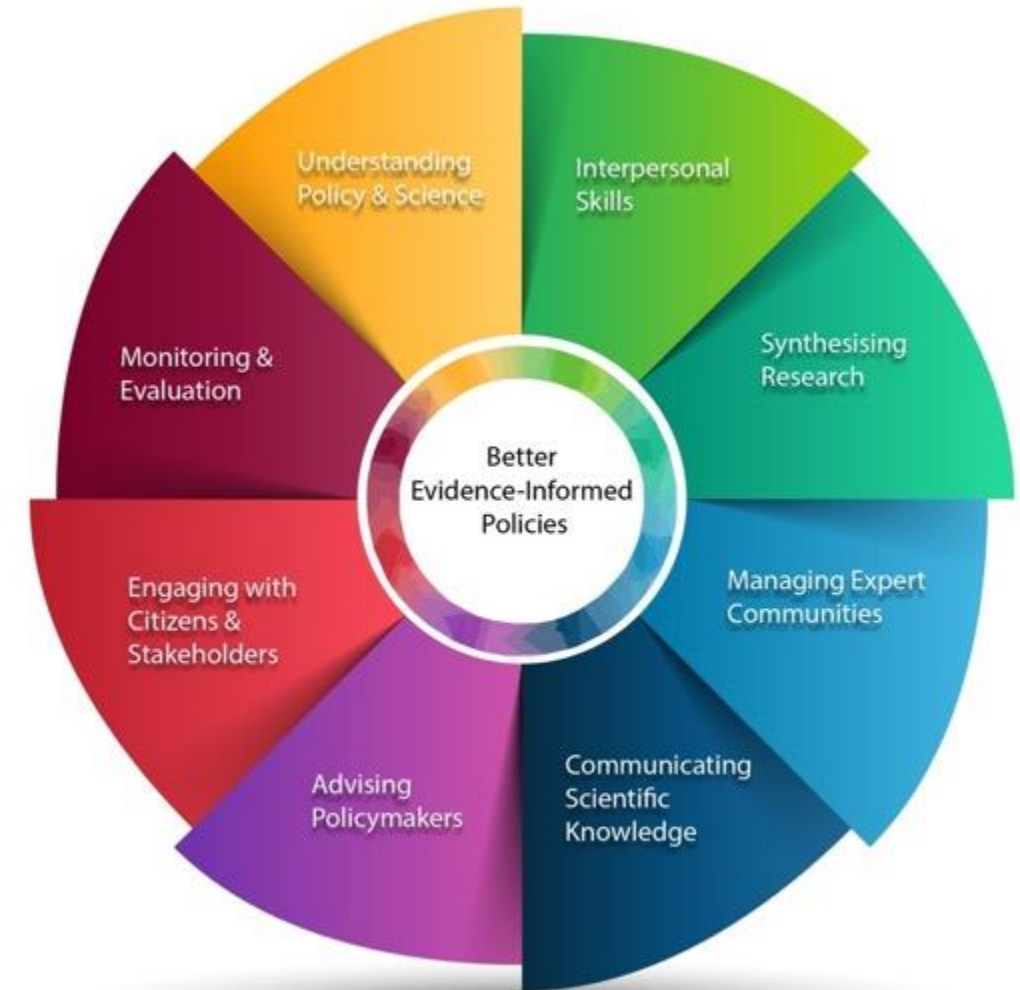 Understanding
Policy & Science
Interpersonal
Skills
Synthesising
Research
Managing Expert
Communities
Communicating
Scientific
Knowledge
Advising
Policymakers
Engaging with
Citizens &
Stakeholders
Monitoring &
Evaluation
Better
Evidence-Informed
Policies